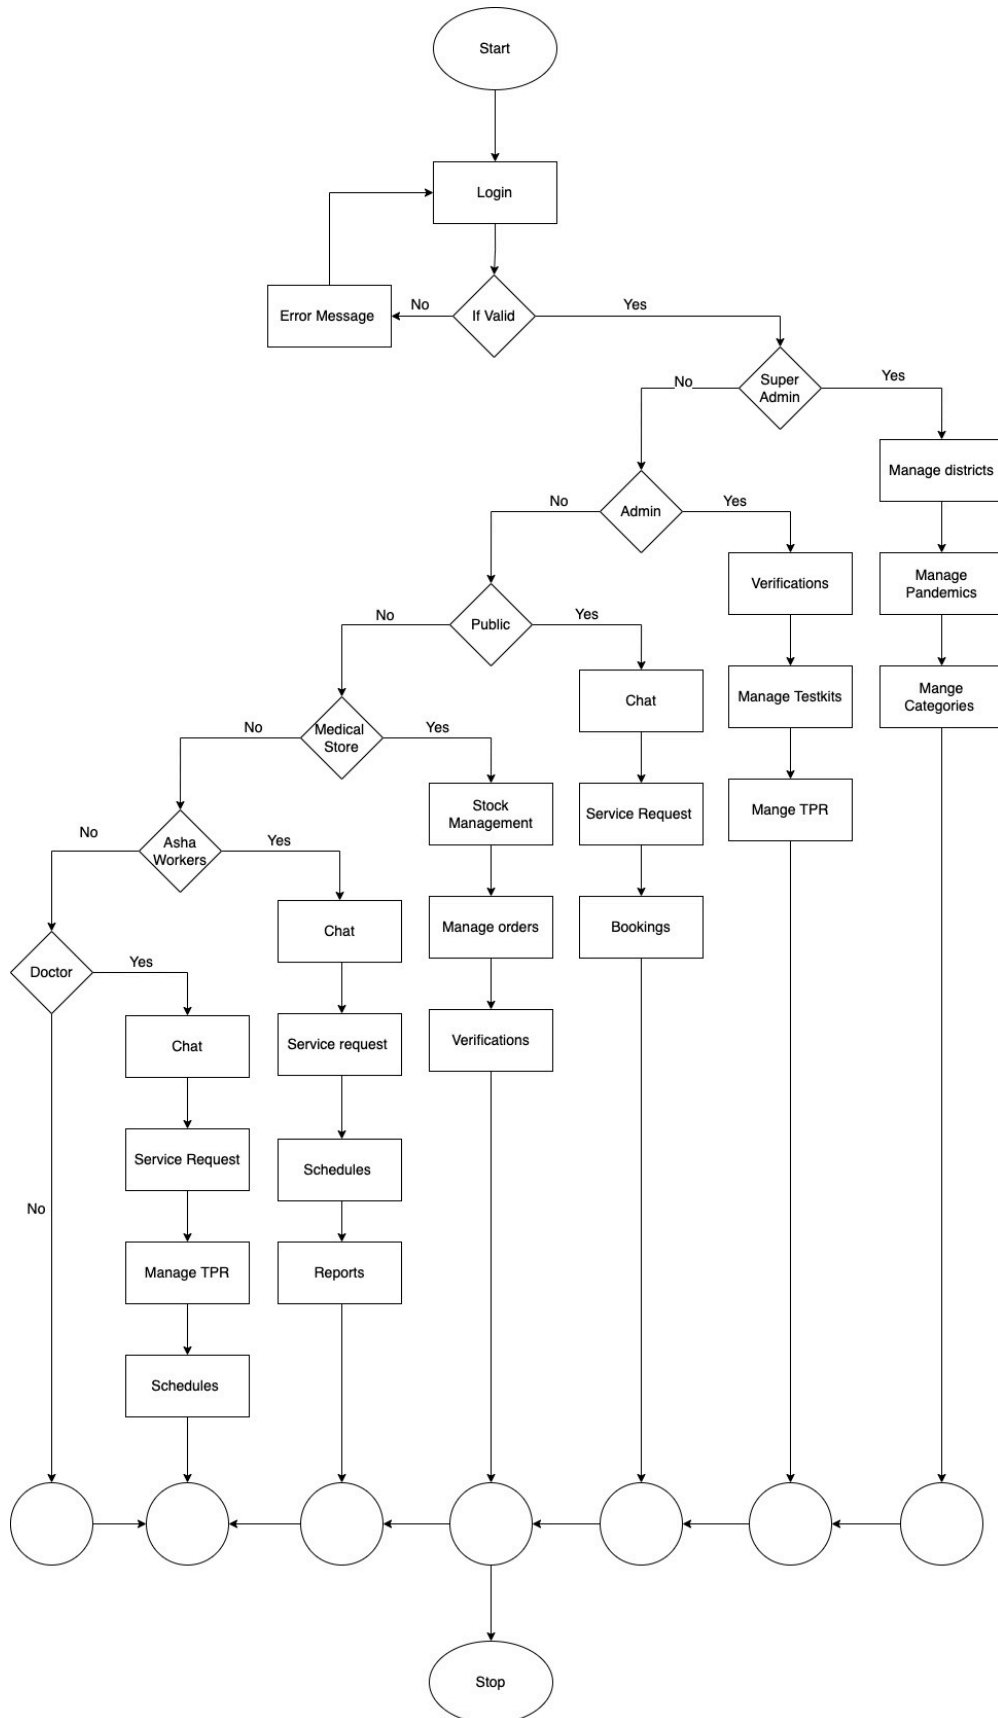 Start
Login
Error Message
No
If Valid
Yes
No
Super
Admin
Yes
Manage districts
No
Admin
Yes
Verifications
Manage
Pandemics
No
Public
Yes
Chat
Manage Testkits
Mange
Categories
No
Medical
Store
Yes
Stock
Management
Service Request
Mange TPR
No
Asha
Workers
Yes
Chat
Manage orders
Bookings
Doctor
Yes
Chat
Service request
Verifications
Service Request
Schedules
No
Manage TPR
Reports
Schedules
Stop